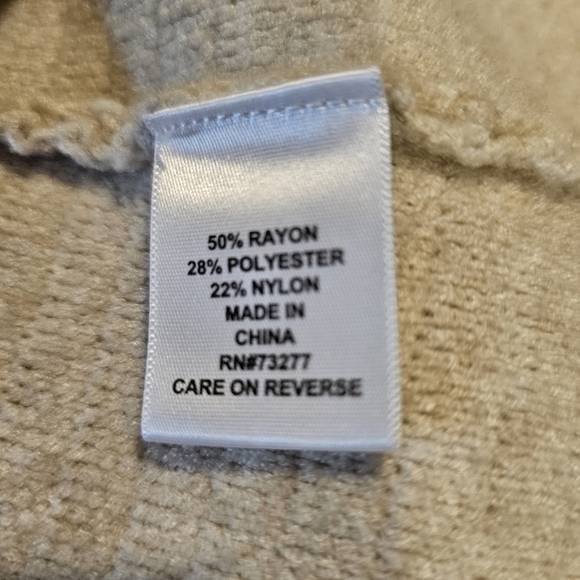 50% RAYON
28% POLYESTER
22% NYLON
MADE IN
CHINA
RN#73277
CARE ON REVERSE